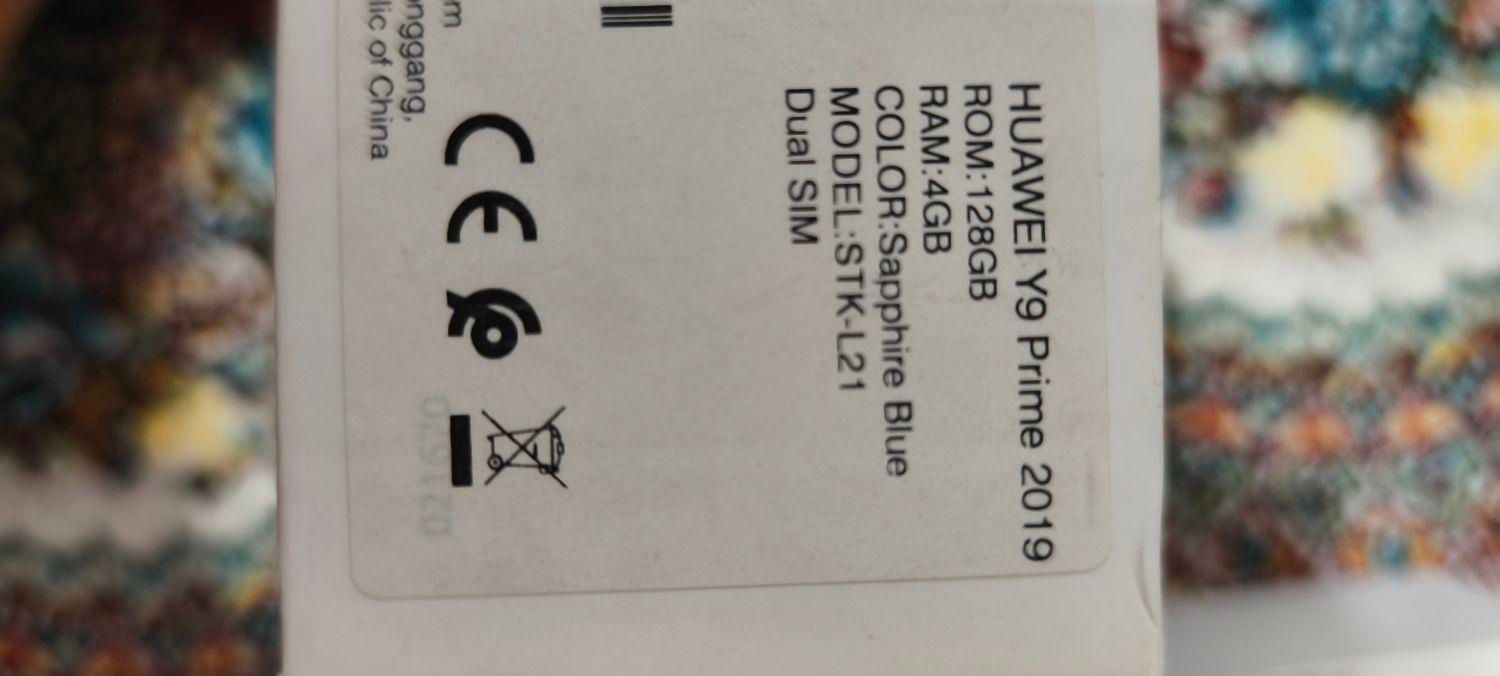 HUAWEI Y9 Prime 2019
ROM:128GB
RAM:4GB
COLOR:Sapphire Blue
MODEL:STK-L21
Dual SIM
CE
of China